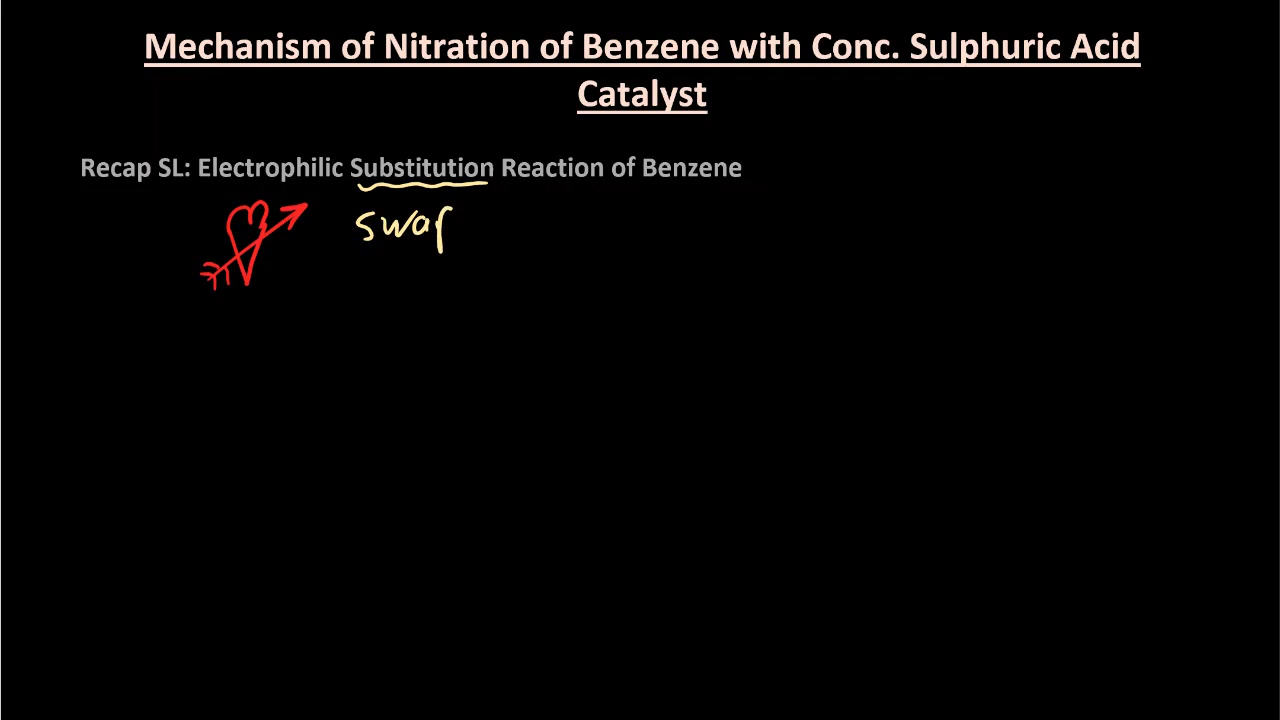 Mechanism of Nitration of Benzene with Conc. Sulphuric Acid
Catalyst
Recap SL: Electrophilic Substitution Reaction of Benzene
swap